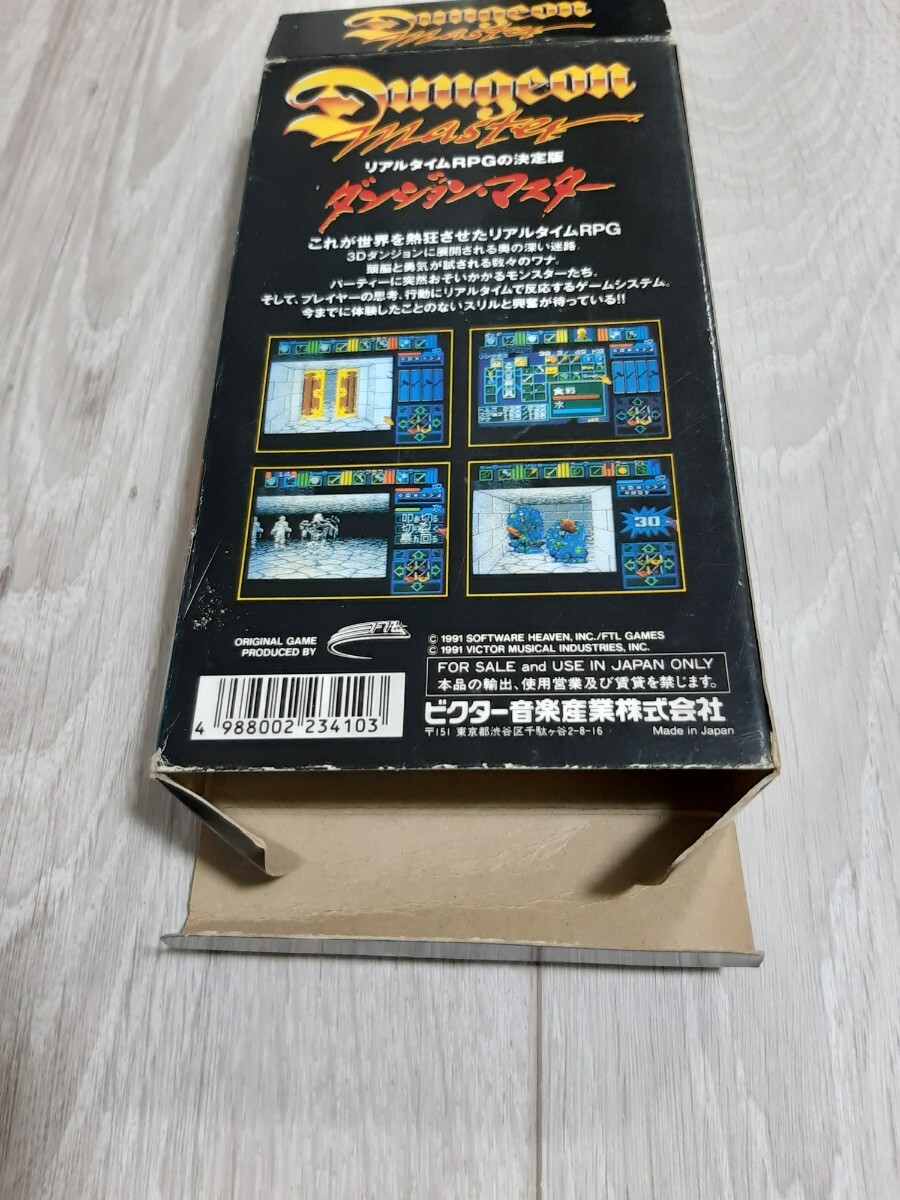 Dungeon
Master
Dungeon
Master
リアルタイムRPGの決定版
ダンジョン・マスター
これが世界を熱狂させたリアルタイムRPG
3Dダンジョンに展開される奥の深い迷路。
頭脳と勇気が試される数々のワナ。
パーティーに突然おそいかかるモンスターたち。
そして、プレイヤーの思考、行動にリアルタイムで反応するゲームシステム。
今までに体験したことのないスリルと興奮が待っている!!
食料
水
30
ORIGINAL GAME
PRODUCED BY
FTL
© 1991 SOFTWARE HEAVEN, INC./FTL GAMES
© 1991 VICTOR MUSICAL INDUSTRIES, INC.
FOR SALE and USE IN JAPAN ONLY
本品の輸出、使用営業及び賃貸を禁じます。
ビクター音楽産業株式会社
〒151 東京都渋谷区千駄ヶ谷2-8-16
Made in Japan
4 988002 234103